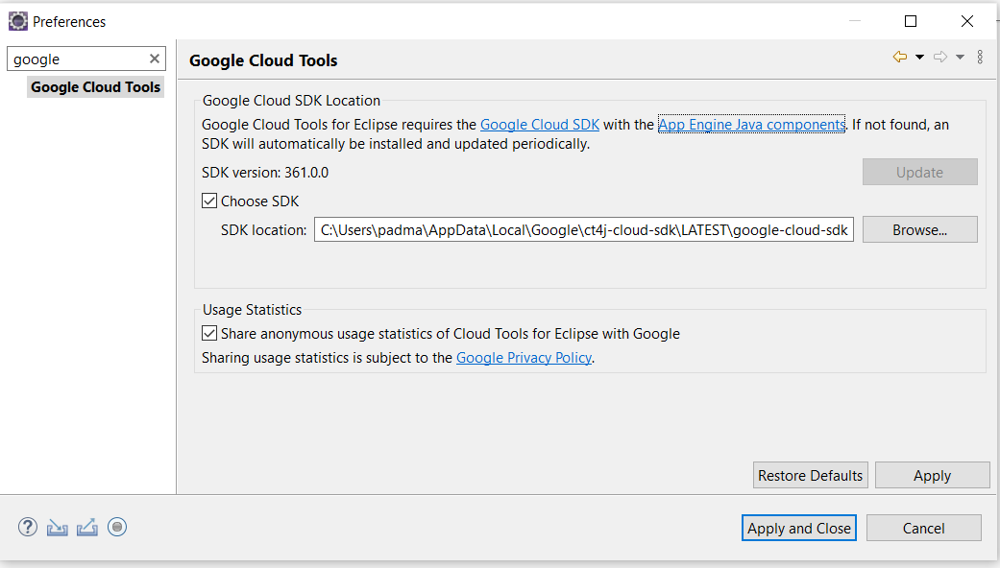 Preferences
google
Google Cloud Tools
Google Cloud Tools
Google Cloud SDK Location
Google Cloud Tools for Eclipse requires the Google Cloud SDK with the App Engine Java components. If not found, an
SDK will automatically be installed and updated periodically.
SDK version: 361.0.0
Update
Choose SDK
SDK location: C:\Users\padma\AppData\Local\Google\ct4j-cloud-sdk\LATEST\google-cloud-sdk Browse...
Usage Statistics
Share anonymous usage statistics of Cloud Tools for Eclipse with Google
Sharing usage statistics is subject to the Google Privacy Policy.
Restore Defaults Apply
Apply and Close Cancel